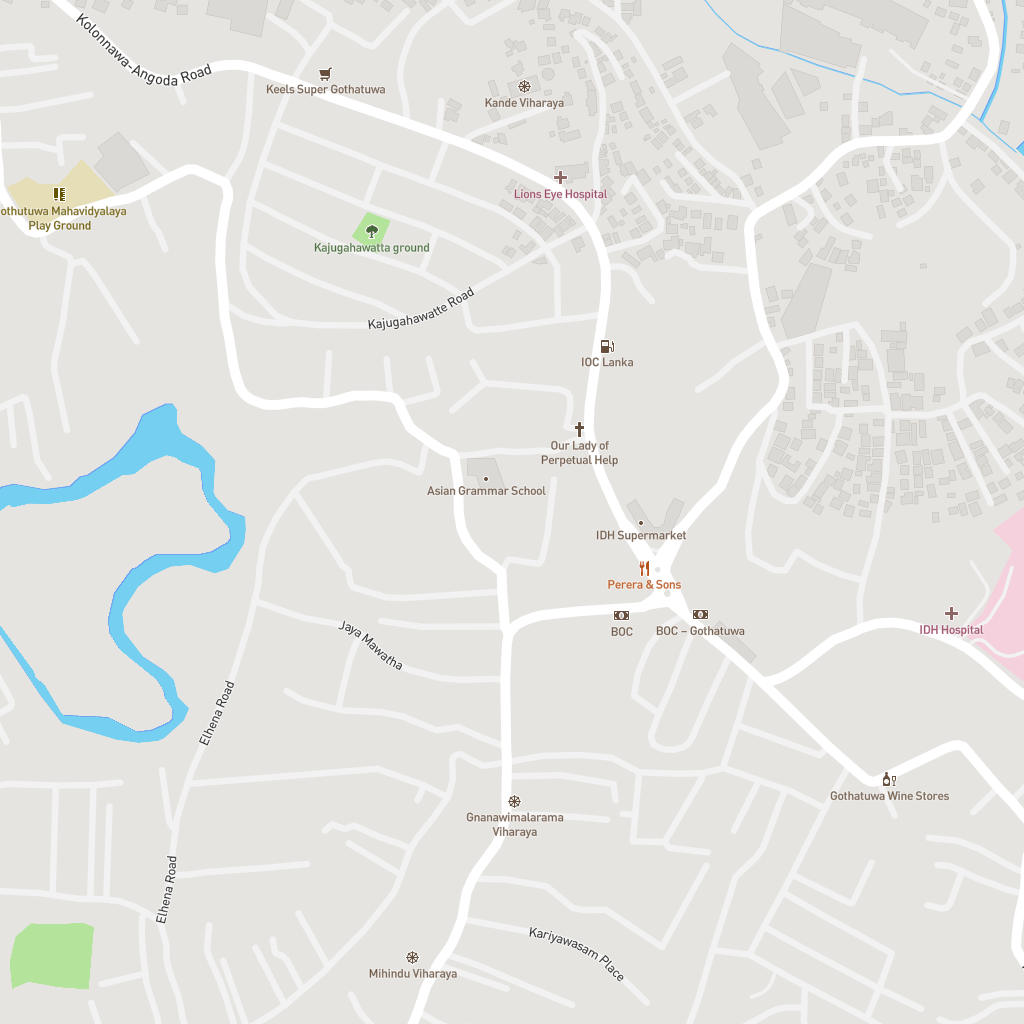 Kolonnawa-Angoda Road
Keels Super Gothatuwa
Kande Viharaya
Lions Eye Hospital
othutuwa Mahavidyalaya
Play Ground
Kajugahawatta ground
Kajugahawatte Road
IOC Lanka
Our Lady of
Perpetual Help
Asian Grammar School
IDH Supermarket
Perera & Sons
BOC
BOC – Gothatuwa
IDH Hospital
Jaya Mawatha
Elhena Road
Gothatuwa Wine Stores
Gnanawimalarama
Viharaya
Elhena Road
Kariyawasam Place
Mihindu Viharaya